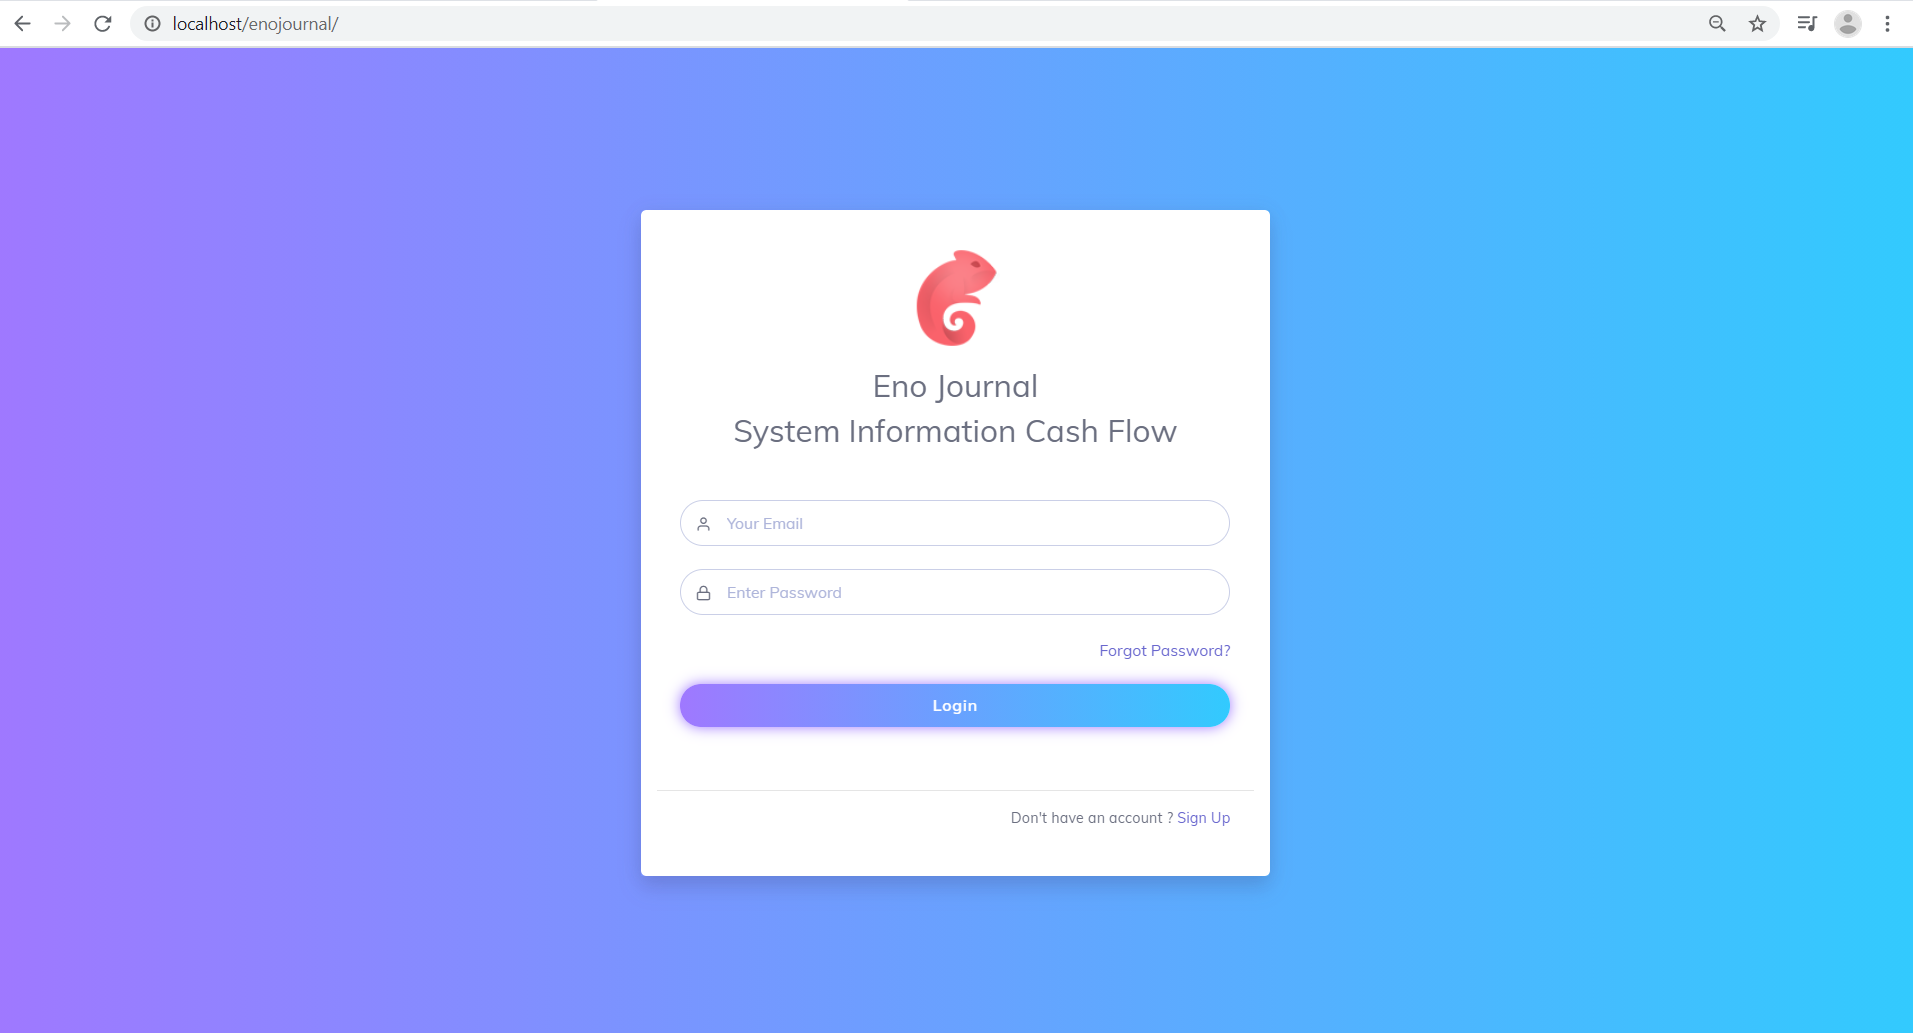 localhost/enojournal/
Eno Journal
System Information Cash Flow
Your Email
Enter Password
Forgot Password?
Login
Don't have an account ? Sign Up